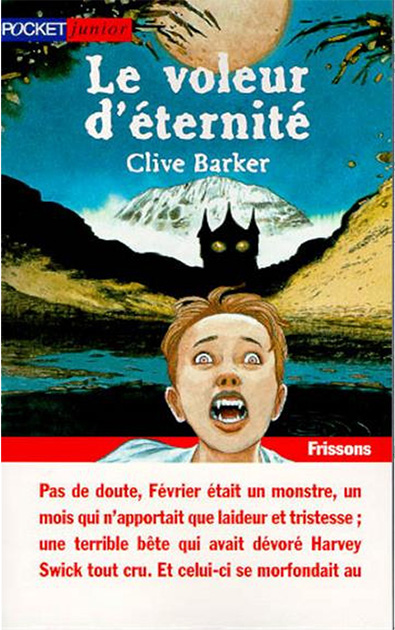 POCKET junior
Le voleur
d'éternité
Clive Barker
Frissons
Pas de doute, Février était un monstre, un
mois qui n'apportait que laideur et tristesse ;
une terrible bête qui avait dévoré Harvey
Swick tout cru. Et celui-ci se morfondait au